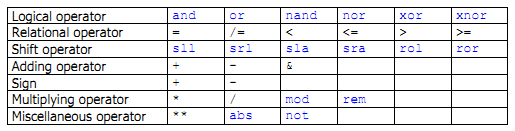 Logical operator and or nand nor xor xnor
Relational operator = /= < <= > >=
Shift operator sll srl sla sra rol ror
Adding operator + - &
Sign + -
Multiplying operator * / mod rem
Miscellaneous operator ** abs not